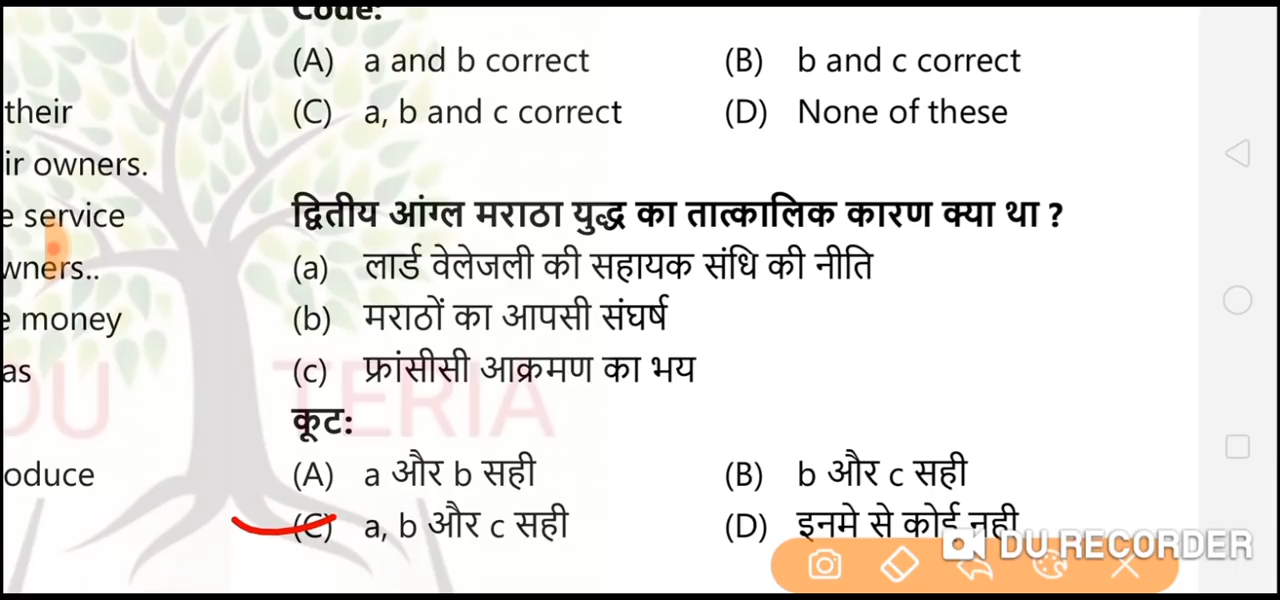 Code:
(A) a and b correct (B) b and c correct
their
(C) a, b and c correct (D) None of these
ir owners.
e service
द्वितीय आंग्ल मराठा युद्ध का तात्कालिक कारण क्या था ?
wners..
(a) लार्ड वेलेजली की सहायक संधि की नीति
e money
(b) मराठों का आपसी संघर्ष
as
(c) फ्रांसीसी आक्रमण का भय
DU TERIA
कूट:
oduce
(A) a और b सही (B) b और c सही
(C) a, b और c सही (D) इनमे से कोई नही
DU RECORDER